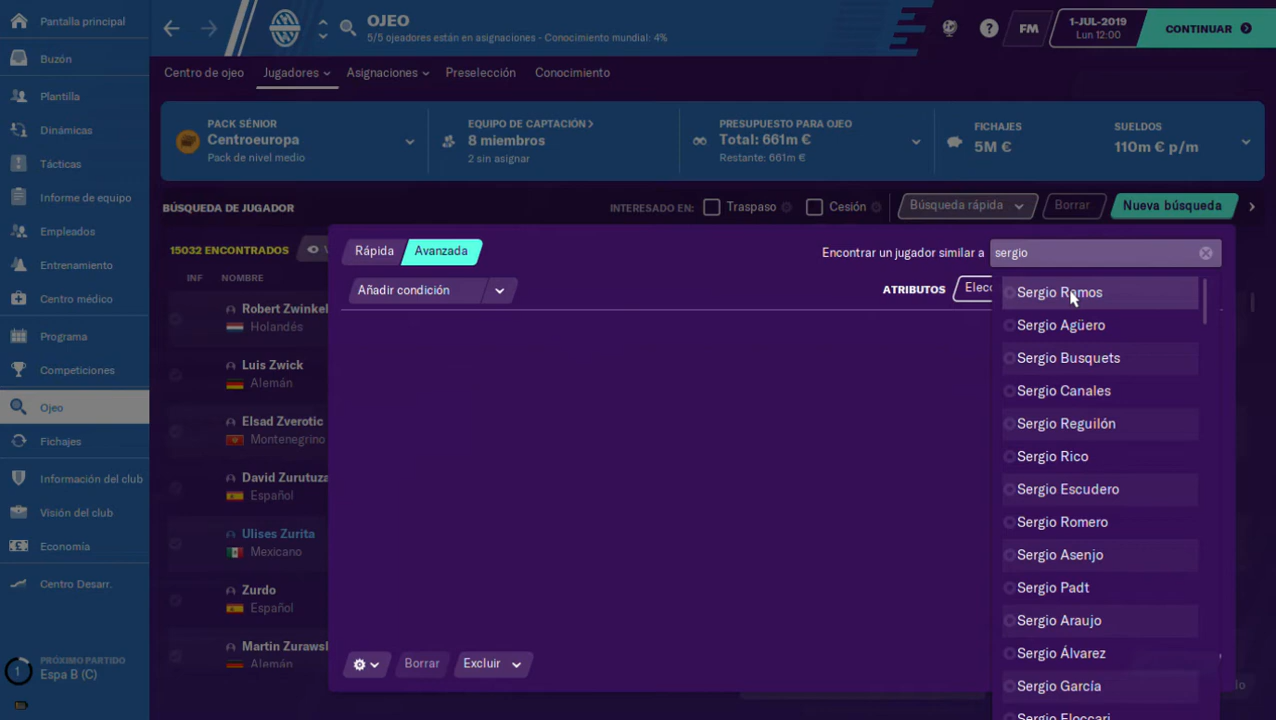 Pantalla principal
OJEO
5/5 ojeadores están en asignaciones - Conocimiento mundial: 4%
FM
1-JUL-2019
Lun 12:00
CONTINUAR
Buzón
Plantilla
Dinámicas
Tácticas
Informe de equipo
Empleados
Entrenamiento
Centro médico
Programa
Competiciones
Ojeo
Fichajes
Información del club
Visión del club
Economía
Centro Desarr.
1
PRÓXIMO PARTIDO
Espa B (C)
Centro de ojeo
Jugadores
Asignaciones
Preselección
Conocimiento
PACK SÉNIOR
Centroeuropa
Pack de nivel medio
EQUIPO DE CAPTACIÓN >
8 miembros
2 sin asignar
PRESUPUESTO PARA OJEO
Total: 661m €
Restante: 661m €
FICHAJES
5M €
SUELDOS
110m € p/m
BÚSQUEDA DE JUGADOR
INTERESADO EN:
Traspaso
Cesión
Búsqueda rápida
Borrar
Nueva búsqueda
15032 ENCONTRADOS
INF
NOMBRE
Robert Zwinkel
Holandés
Luis Zwick
Alemán
Elsad Zverotic
Montenegrino
David Zurutuza
Español
Ulises Zurita
Mexicano
Zurdo
Español
Martin Zurawsl
Alemán
Rápida
Avanzada
Encontrar un jugador similar a
sergio
Añadir condición
ATRIBUTOS
Elecc
Sergio Ramos
Sergio Agüero
Sergio Busquets
Sergio Canales
Sergio Reguilón
Sergio Rico
Sergio Escudero
Sergio Romero
Sergio Asenjo
Sergio Padt
Sergio Araujo
Sergio Álvarez
Sergio García
Sergio Floccari
Borrar
Excluir